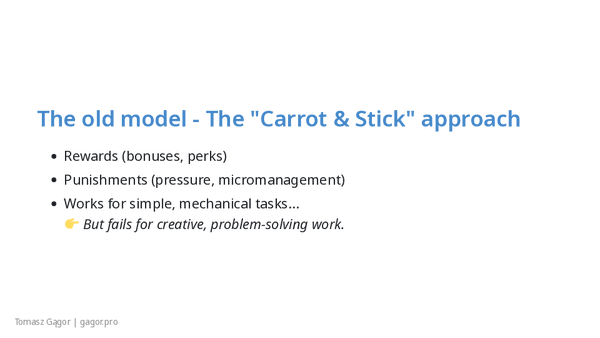 The old model - The "Carrot & Stick" approach
• Rewards (bonuses, perks)
• Punishments (pressure, micromanagement)
• Works for simple, mechanical tasks...
👉 But fails for creative, problem-solving work.
Tomasz Gągor | gagor.pro